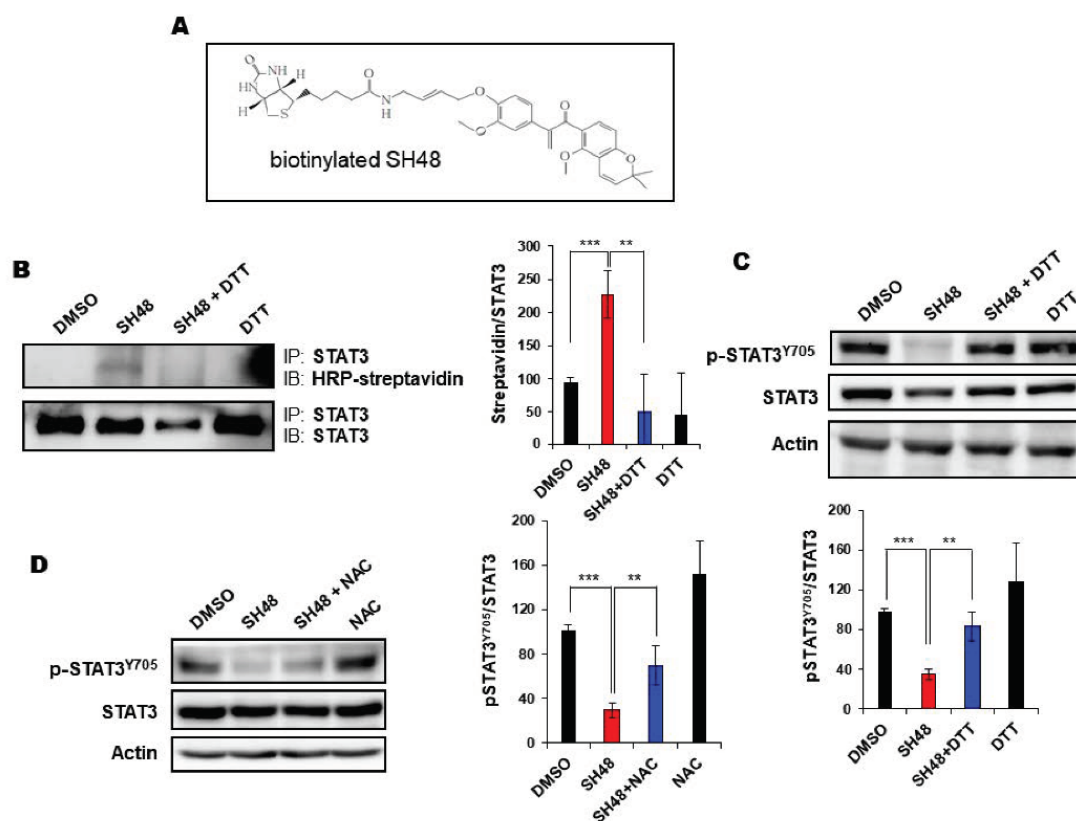 A
O
NH
HN
H
H
S
O
N
H
O
O
O
O
O
biotinylated SH48
B
DMSO
SH48
SH48 + DTT
DTT
IP: STAT3
IB: HRP-streptavidin
IP: STAT3
IB: STAT3
Streptavidin/STAT3
300
250
200
150
100
50
0
***
**
DMSO
SH48
SH48+DTT
DTT
C
DMSO
SH48
SH48 + DTT
DTT
p-STAT3Y705
STAT3
Actin
pSTAT3Y705/STAT3
160
120
80
40
0
***
**
DMSO
SH48
SH48+DTT
DTT
D
DMSO
SH48
SH48 + NAC
NAC
p-STAT3Y705
STAT3
Actin
pSTAT3Y705/STAT3
200
160
120
80
40
0
***
**
DMSO
SH48
SH48+NAC
NAC